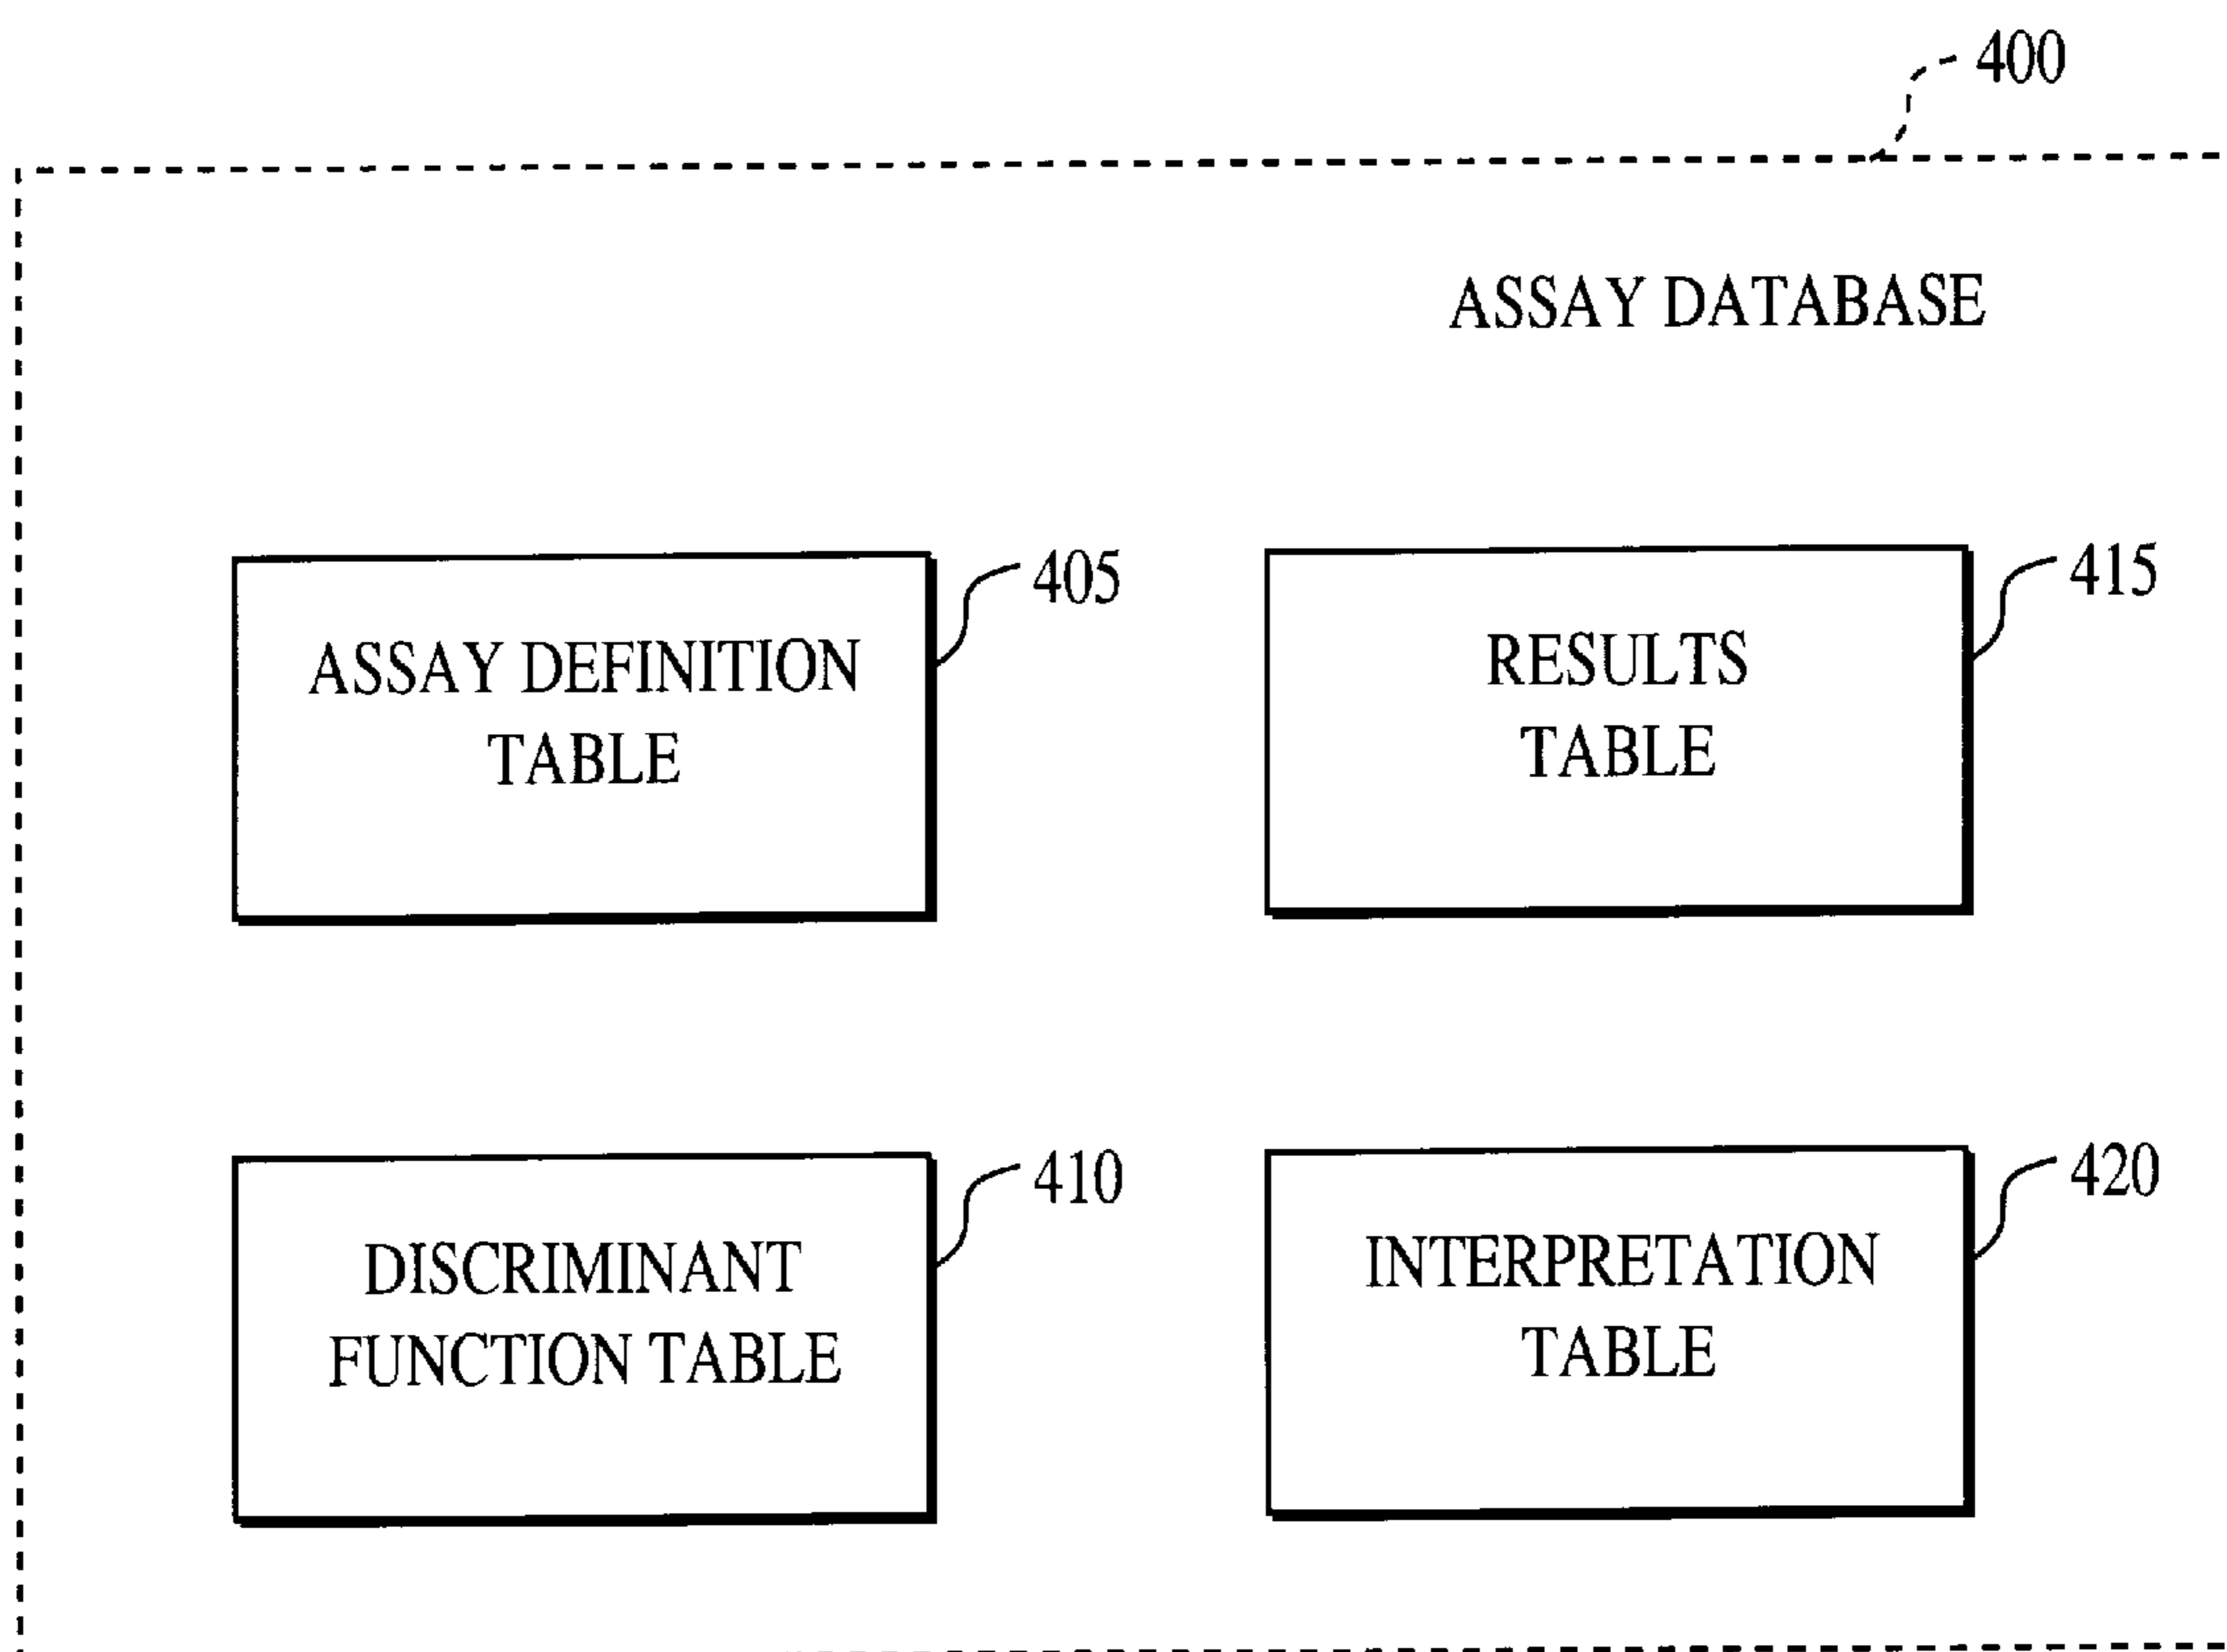 400
ASSAY DATABASE
405
ASSAY DEFINITION
TABLE
415
RESULTS
TABLE
410
DISCRIMINANT
FUNCTION TABLE
420
INTERPRETATION
TABLE